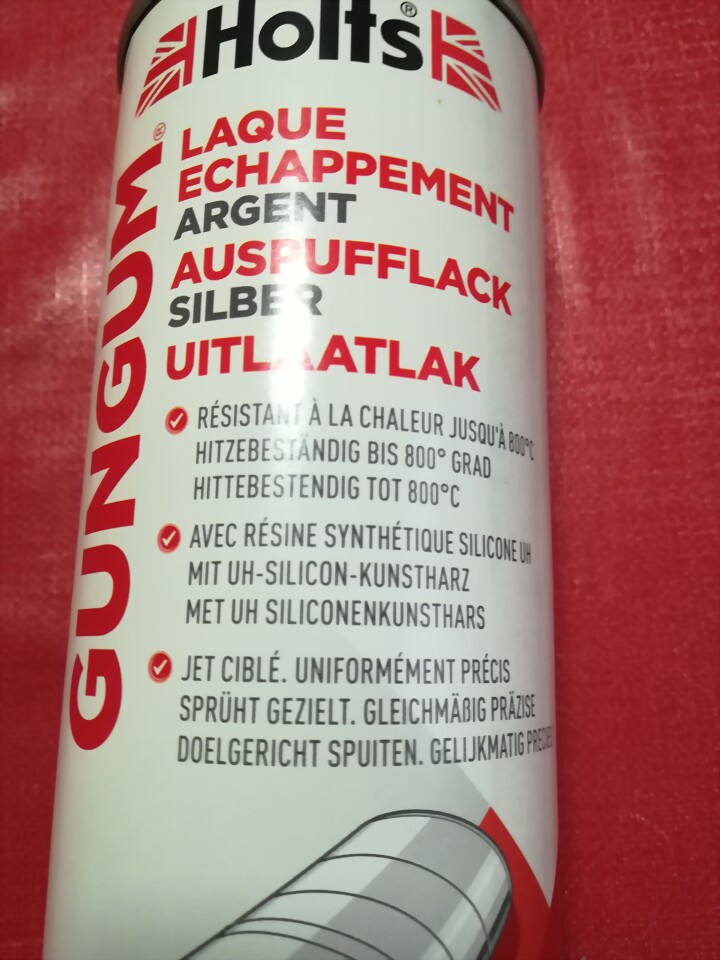 Holts®
GUNGUM®
LAQUE
ECHAPPEMENT
ARGENT
AUSPUFFLACK
SILBER
UITLAATLAK
RÉSISTANT À LA CHALEUR JUSQU'À 800°C
HITZEBESTÄNDIG BIS 800° GRAD
HITTEBESTENDIG TOT 800°C
AVEC RÉSINE SYNTHÉTIQUE SILICONE UH
MIT UH-SILICON-KUNSTHARZ
MET UH SILICONENKUNSTHARS
JET CIBLÉ. UNIFORMÉMENT PRÉCIS
SPRÜHT GEZIELT. GLEICHMÄßIG PRÄZISE
DOELGERICHT SPUITEN. GELIJKMATIG PRECIES